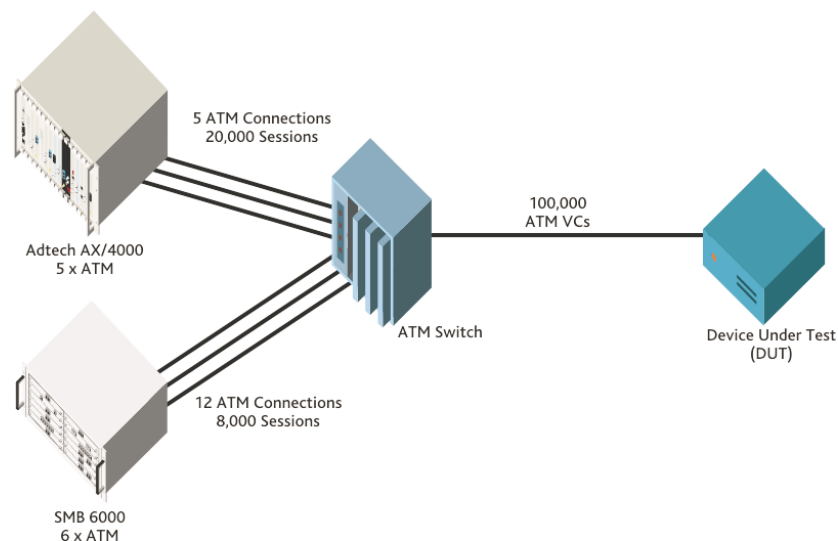 5 ATM Connections
20,000 Sessions
Adtech AX/4000
5 x ATM
100,000
ATM VCs
ATM Switch
Device Under Test
(DUT)
12 ATM Connections
8,000 Sessions
SMB 6000
6 x ATM